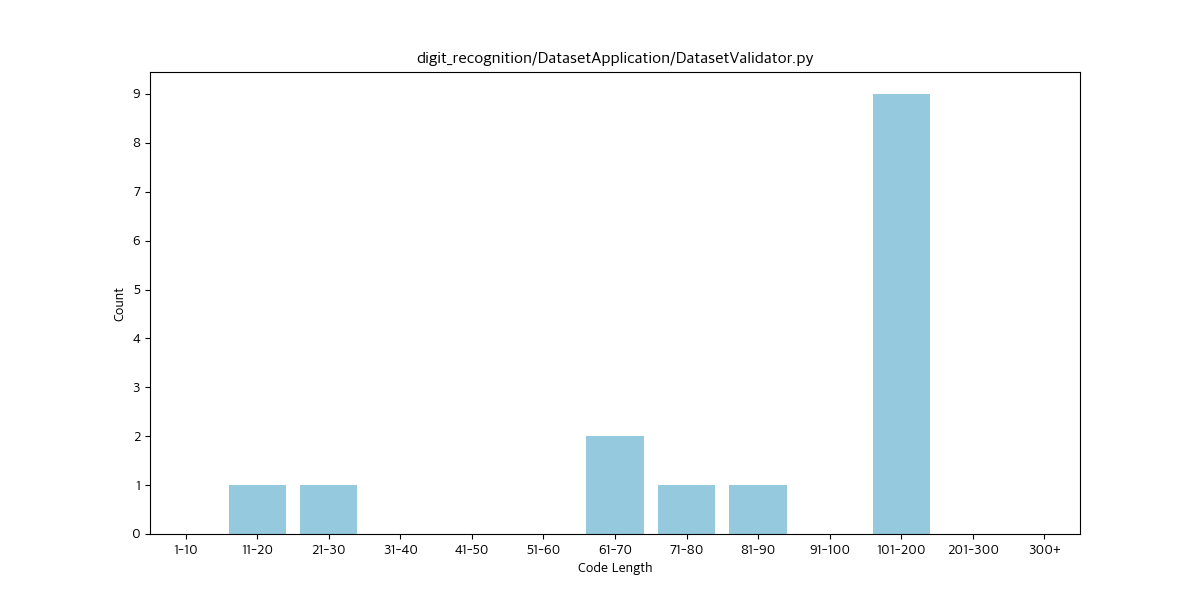 digit_recognition/DatasetApplication/DatasetValidator.py
9
8
7
6
5
4
3
2
1
0
Count
1-10 11-20 21-30 31-40 41-50 51-60 61-70 71-80 81-90 91-100 101-200 201-300 300+
Code Length